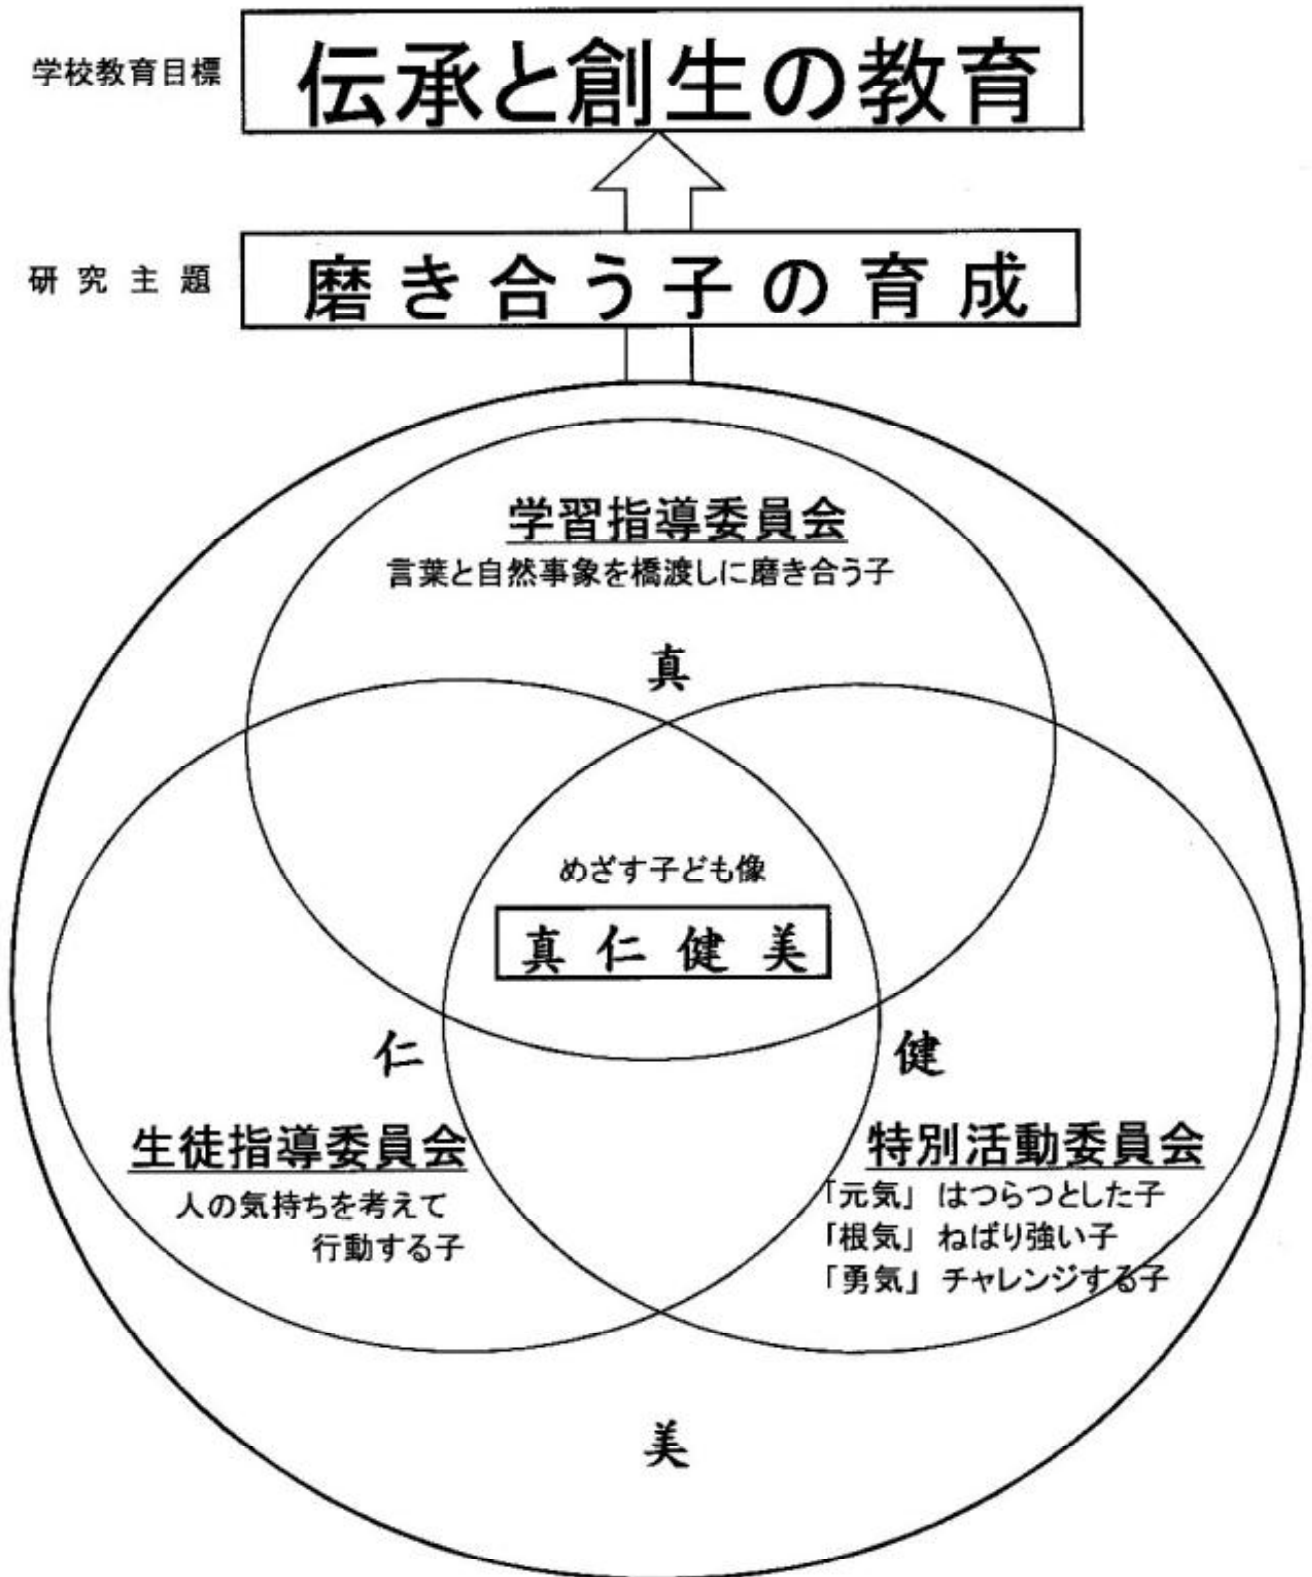 学校教育目標
伝承と創生の教育
研究主題
磨き合う子の育成
学習指導委員会
言葉と自然事象を橋渡しに磨き合う子
真
めざす子ども像
真仁健美
仁
健
生徒指導委員会
人の気持ちを考えて
行動する子
特別活動委員会
「元気」 はつらつとした子
「根気」 ねばり強い子
「勇気」 チャレンジする子
美